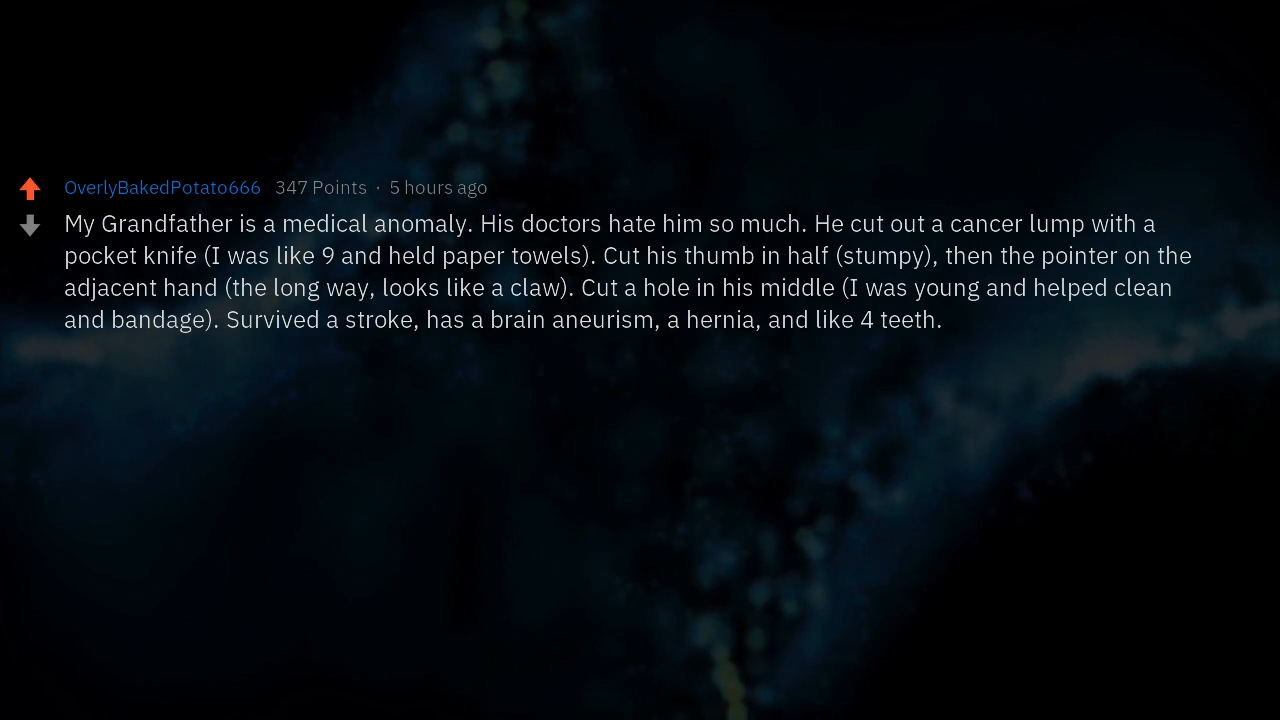 OverlyBakedPotato666 347 Points · 5 hours ago
My Grandfather is a medical anomaly. His doctors hate him so much. He cut out a cancer lump with a
pocket knife (I was like 9 and held paper towels). Cut his thumb in half (stumpy), then the pointer on the
adjacent hand (the long way, looks like a claw). Cut a hole in his middle (I was young and helped clean
and bandage). Survived a stroke, has a brain aneurism, a hernia, and like 4 teeth.